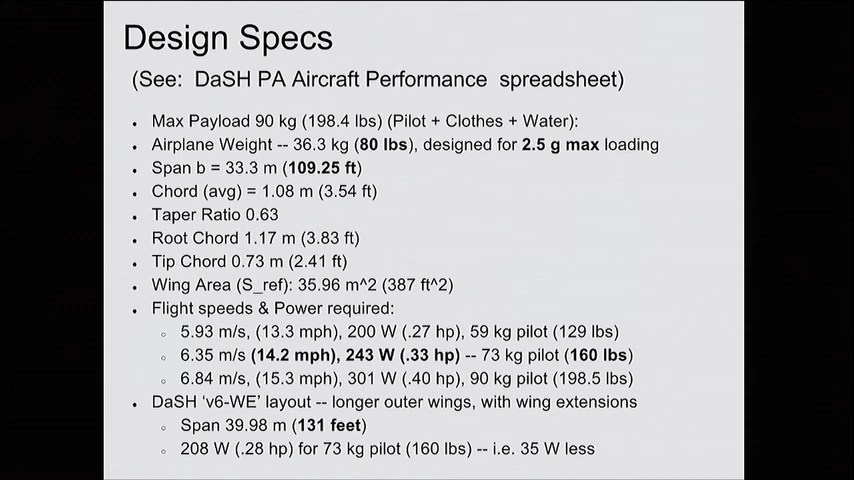 Design Specs
(See: DaSH PA Aircraft Performance spreadsheet)
• Max Payload 90 kg (198.4 lbs) (Pilot + Clothes + Water):
• Airplane Weight -- 36.3 kg (80 lbs), designed for 2.5 g max loading
• Span b = 33.3 m (109.25 ft)
• Chord (avg) = 1.08 m (3.54 ft)
• Taper Ratio 0.63
• Root Chord 1.17 m (3.83 ft)
• Tip Chord 0.73 m (2.41 ft)
• Wing Area (S_ref): 35.96 m^2 (387 ft^2)
• Flight speeds & Power required:
○ 5.93 m/s, (13.3 mph), 200 W (.27 hp), 59 kg pilot (129 lbs)
○ 6.35 m/s (14.2 mph), 243 W (.33 hp) -- 73 kg pilot (160 lbs)
○ 6.84 m/s, (15.3 mph), 301 W (.40 hp), 90 kg pilot (198.5 lbs)
• DaSH ‘v6-WE’ layout -- longer outer wings, with wing extensions
○ Span 39.98 m (131 feet)
○ 208 W (.28 hp) for 73 kg pilot (160 lbs) -- i.e. 35 W less